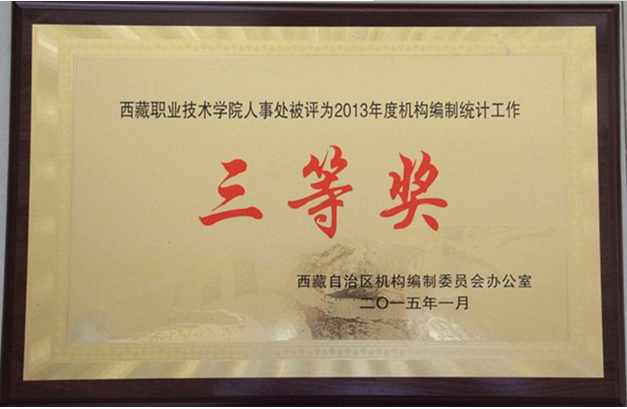 西藏职业技术学院人事处被评为2013年度机构编制统计工作
三等奖
西藏自治区机构编制委员会办公室
二〇一五年一月